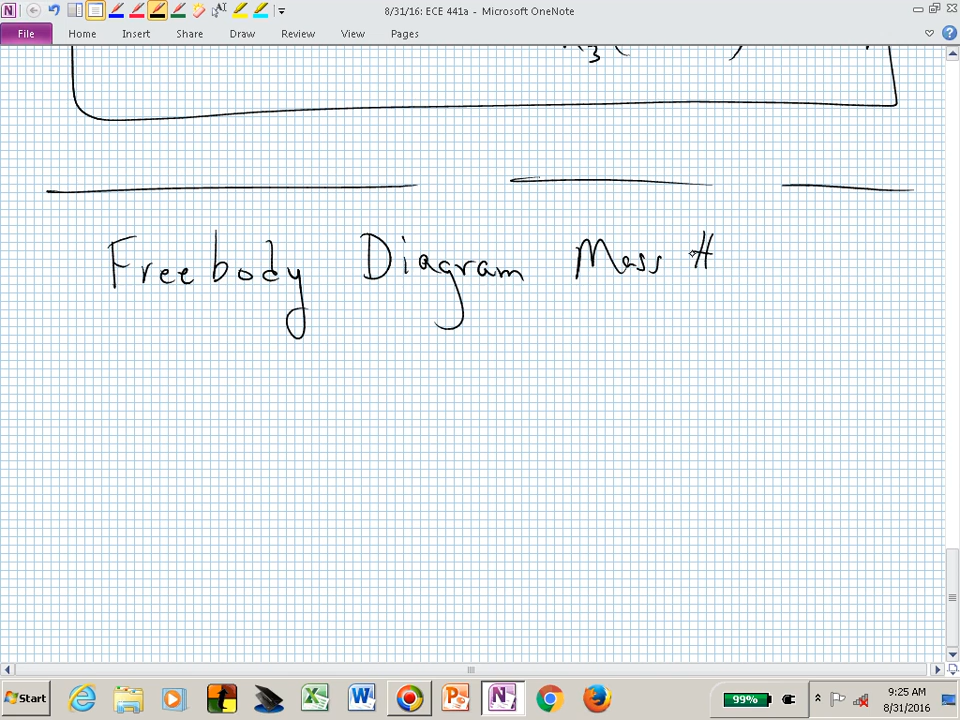 8/31/16: ECE 441a - Microsoft OneNote
File Home Insert Share Draw Review View Pages
3
Freebody Diagram Mass #
Start
99%
9:25 AM
8/31/2016